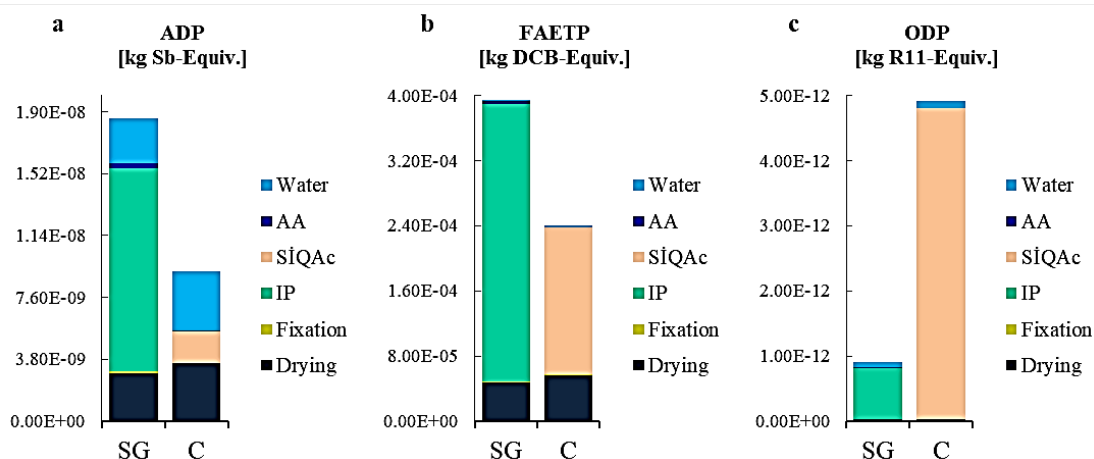 a
ADP
[kg Sb-Equiv.]
1.90E-08
1.52E-08
1.14E-08
7.60E-09
3.80E-09
0.00E+00
SG
C
Water
AA
SİQAc
IP
Fixation
Drying
b
FAETP
[kg DCB-Equiv.]
4.00E-04
3.20E-04
2.40E-04
1.60E-04
8.00E-05
0.00E+00
SG
C
Water
AA
SİQAc
IP
Fixation
Drying
c
ODP
[kg R11-Equiv.]
5.00E-12
4.00E-12
3.00E-12
2.00E-12
1.00E-12
0.00E+00
SG
C
Water
AA
SİQAc
IP
Fixation
Drying